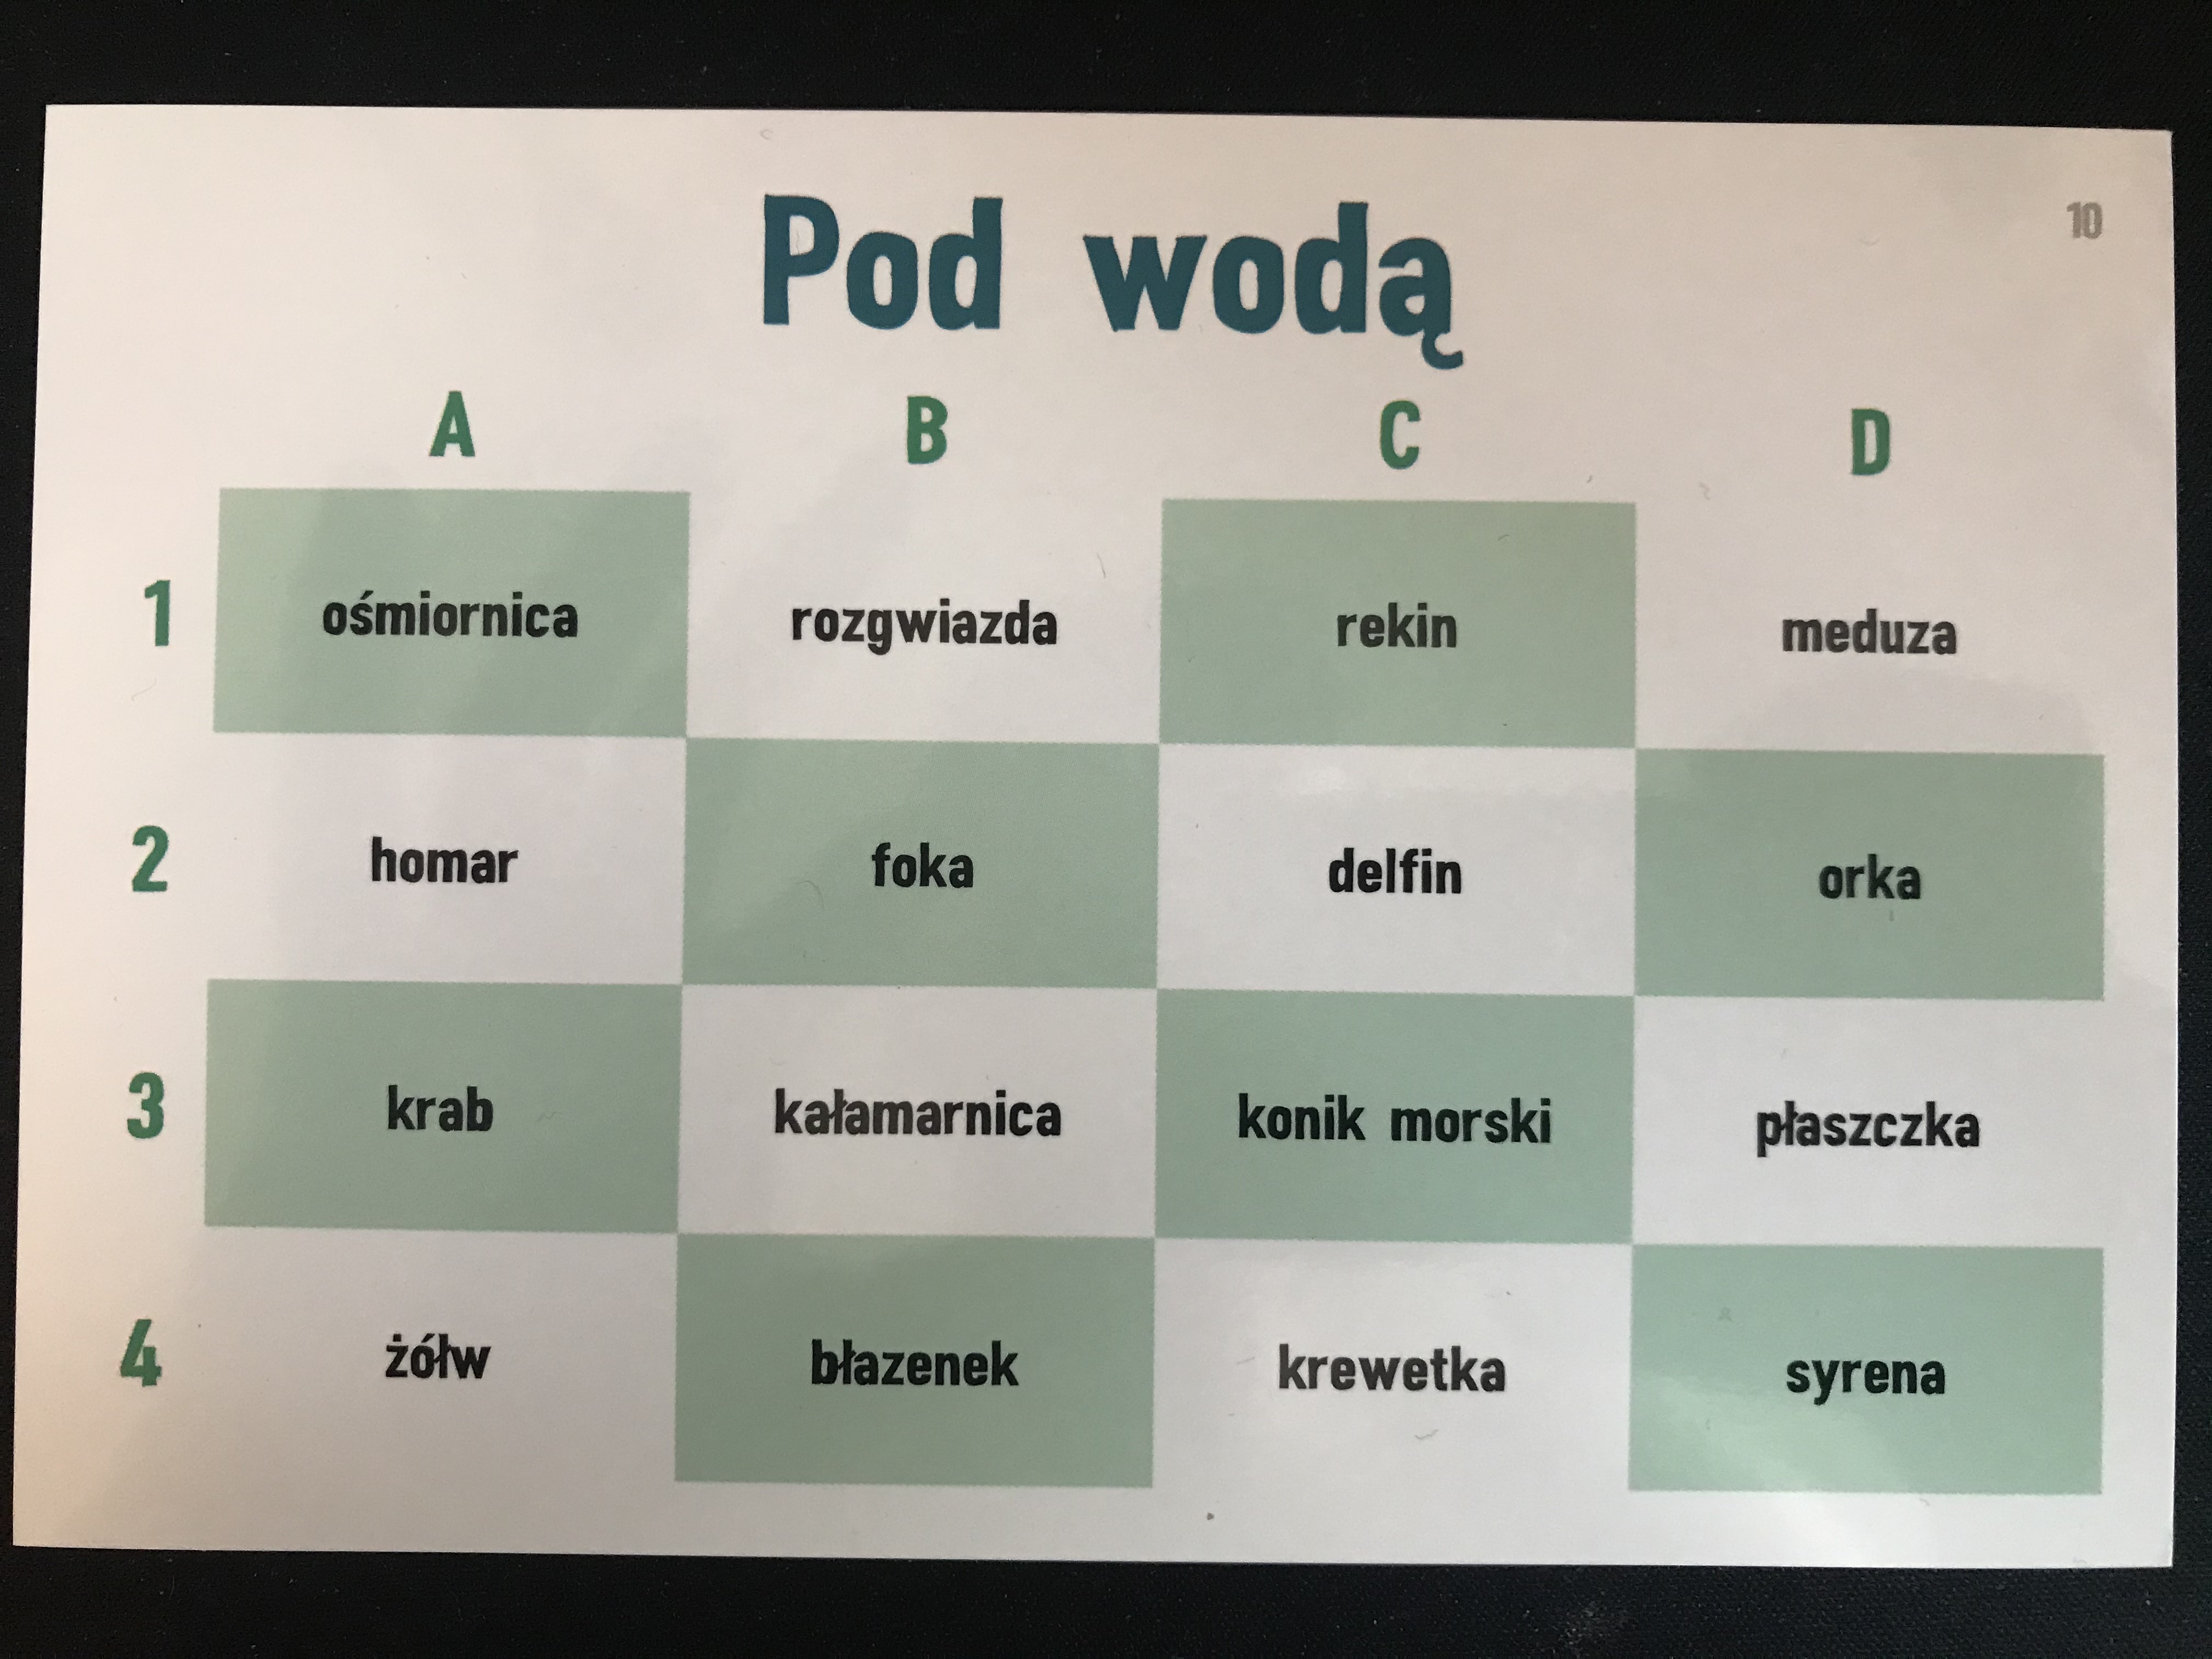 10
Pod wodą
A B C D
1 ośmiornica rozgwiazda rekin meduza
2 homar foka delfin orka
3 krab kałamarnica konik morski płaszczka
4 żółw błazenek krewetka syrena